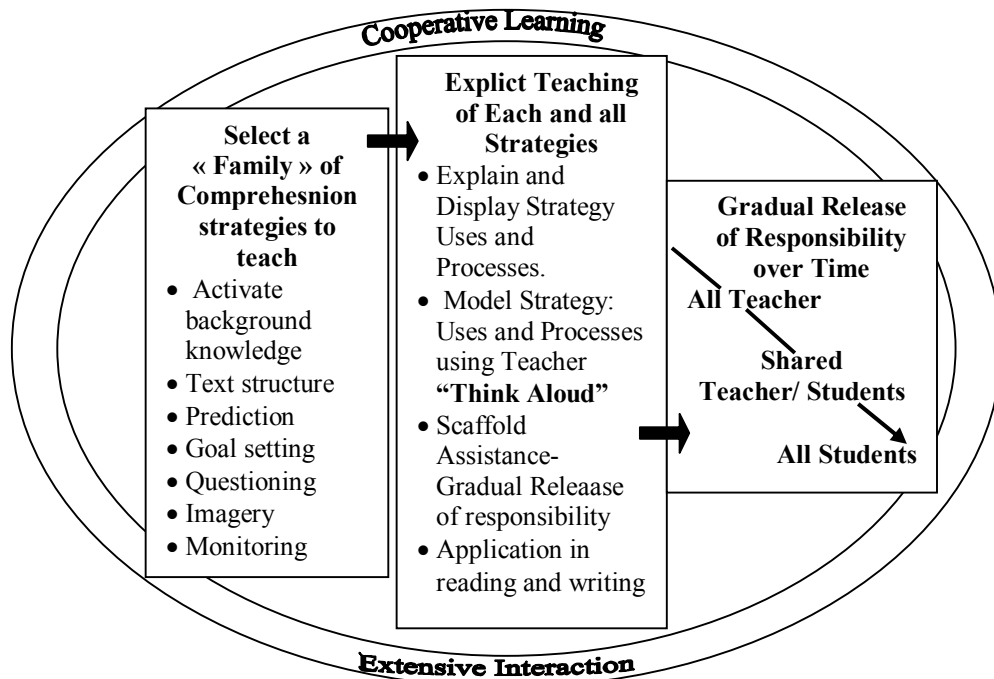 Cooperative Learning
Select a
« Family » of
Comprehesnion
strategies to
teach
• Activate
background
knowledge
• Text structure
• Prediction
• Goal setting
• Questioning
• Imagery
• Monitoring
Explict Teaching
of Each and all
Strategies
• Explain and
Display Strategy
Uses and
Processes.
• Model Strategy:
Uses and Processes
using Teacher
“Think Aloud”
• Scaffold
Assistance-
Gradual Releaase
of responsibility
• Application in
reading and writing
Gradual Release
of Responsibility
over Time
All Teacher
Shared
Teacher/ Students
All Students
Extensive Interaction